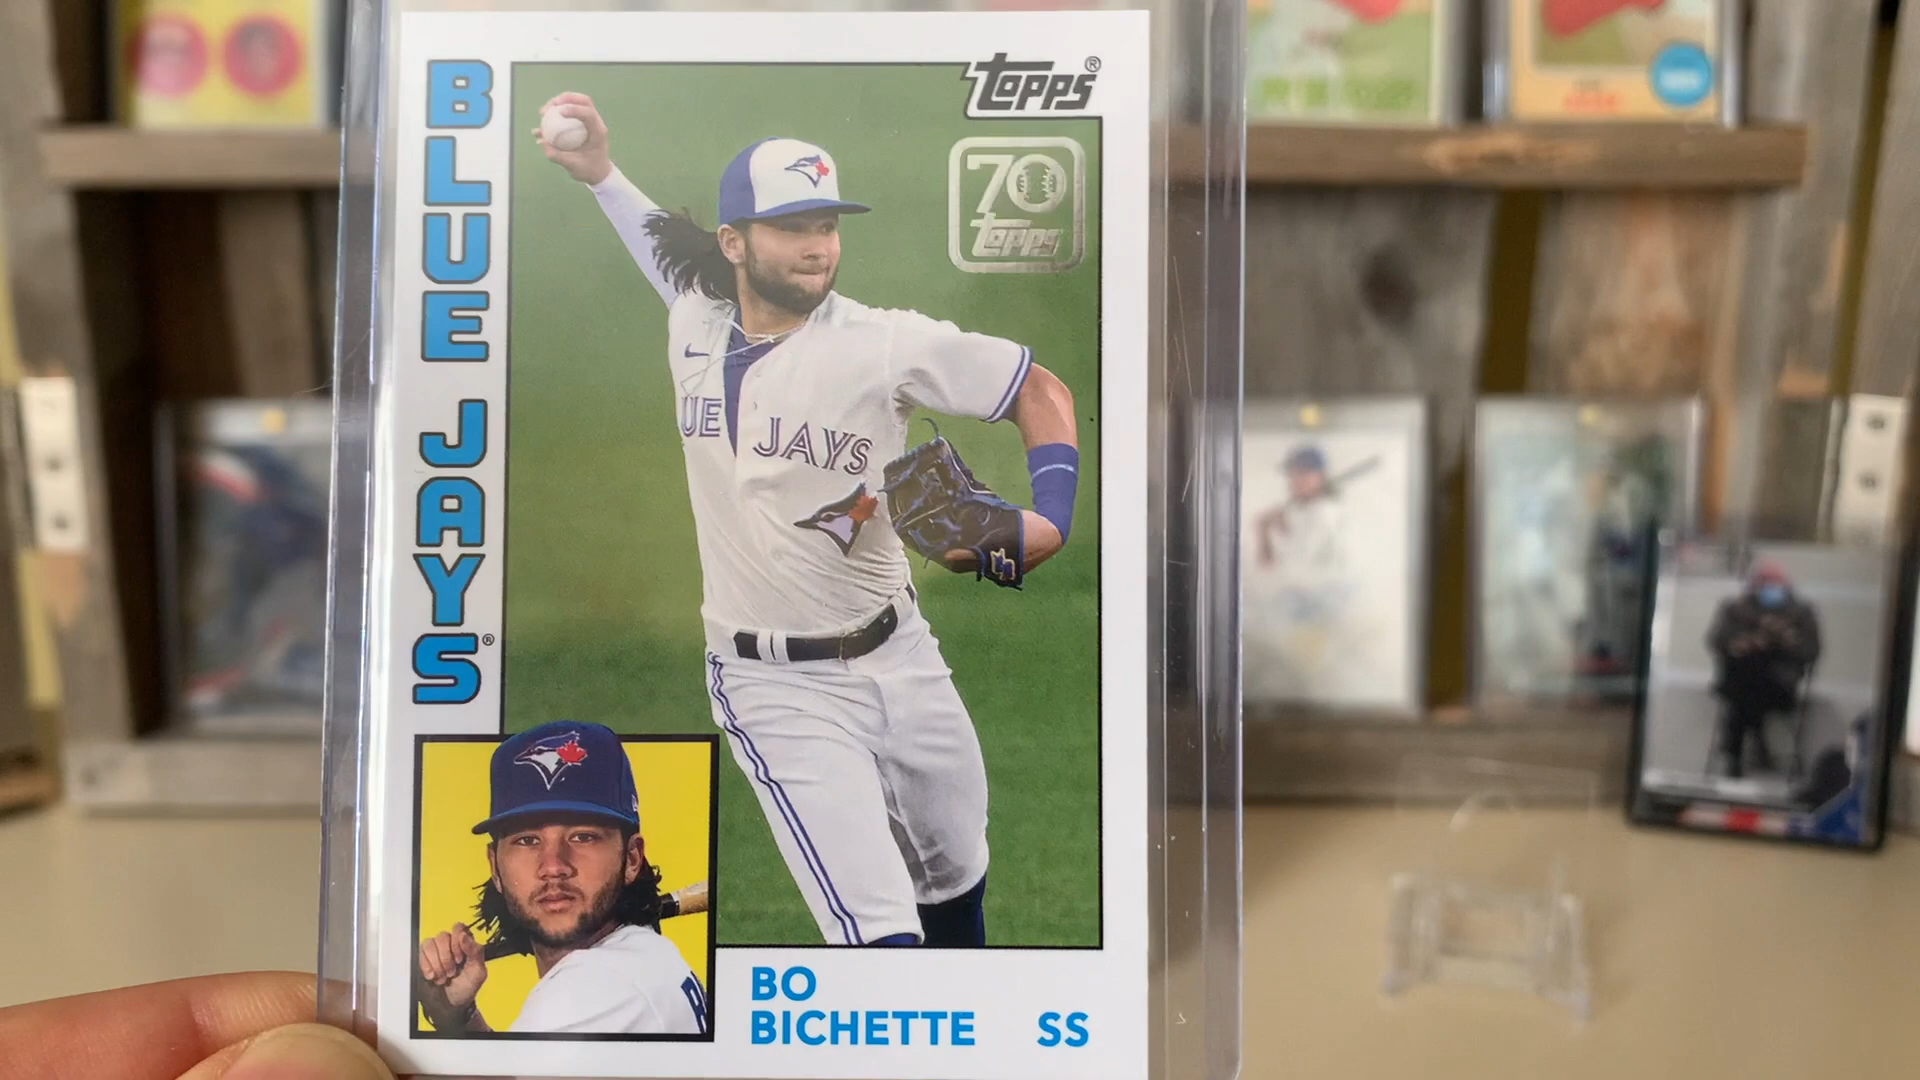 BLUE JAYS®
topps®
70
topps
UE JAYS
BO
BICHETTE SS